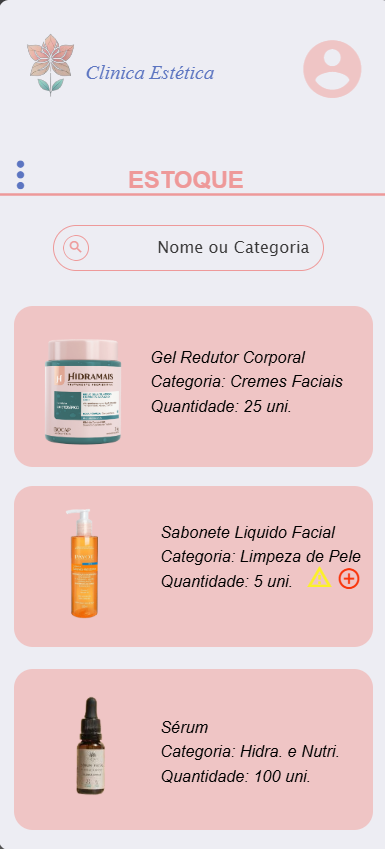 Clinica Estética
ESTOQUE
Nome ou Categoria
HIDRAMAIS
Gel Redutor Corporal
Categoria: Cremes Faciais
Quantidade: 25 uni.
Sabonete Liquido Facial
Categoria: Limpeza de Pele
Quantidade: 5 uni.
Sérum
Categoria: Hidra. e Nutri.
Quantidade: 100 uni.